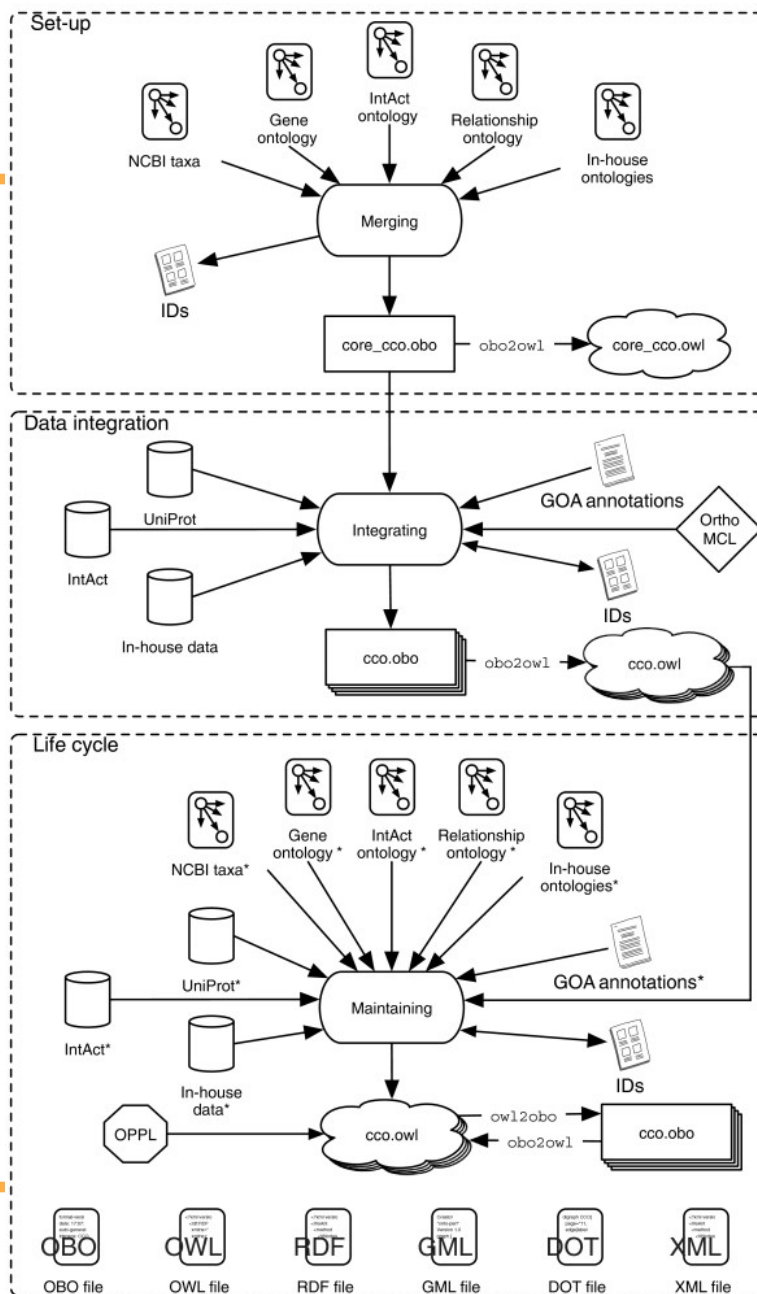 Set-up
NCBI taxa
Gene
ontology
IntAct
ontology
Relationship
ontology
In-house
ontologies
Merging
IDs
core_cco.obo
obo2owl
core_cco.owl
Data integration
UniProt
IntAct
In-house data
Integrating
GOA annotations
Ortho
MCL
IDs
cco.obo
obo2owl
cco.owl
Life cycle
NCBI taxa*
Gene
ontology *
IntAct
ontology *
Relationship
ontology *
In-house
ontologies*
UniProt*
IntAct*
In-house
data*
Maintaining
GOA annotations*
IDs
OPPL
cco.owl
owl2obo
obo2owl
cco.obo
OBO
OWL
RDF
GML
DOT
XML
OBO file
OWL file
RDF file
GML file
DOT file
XML file